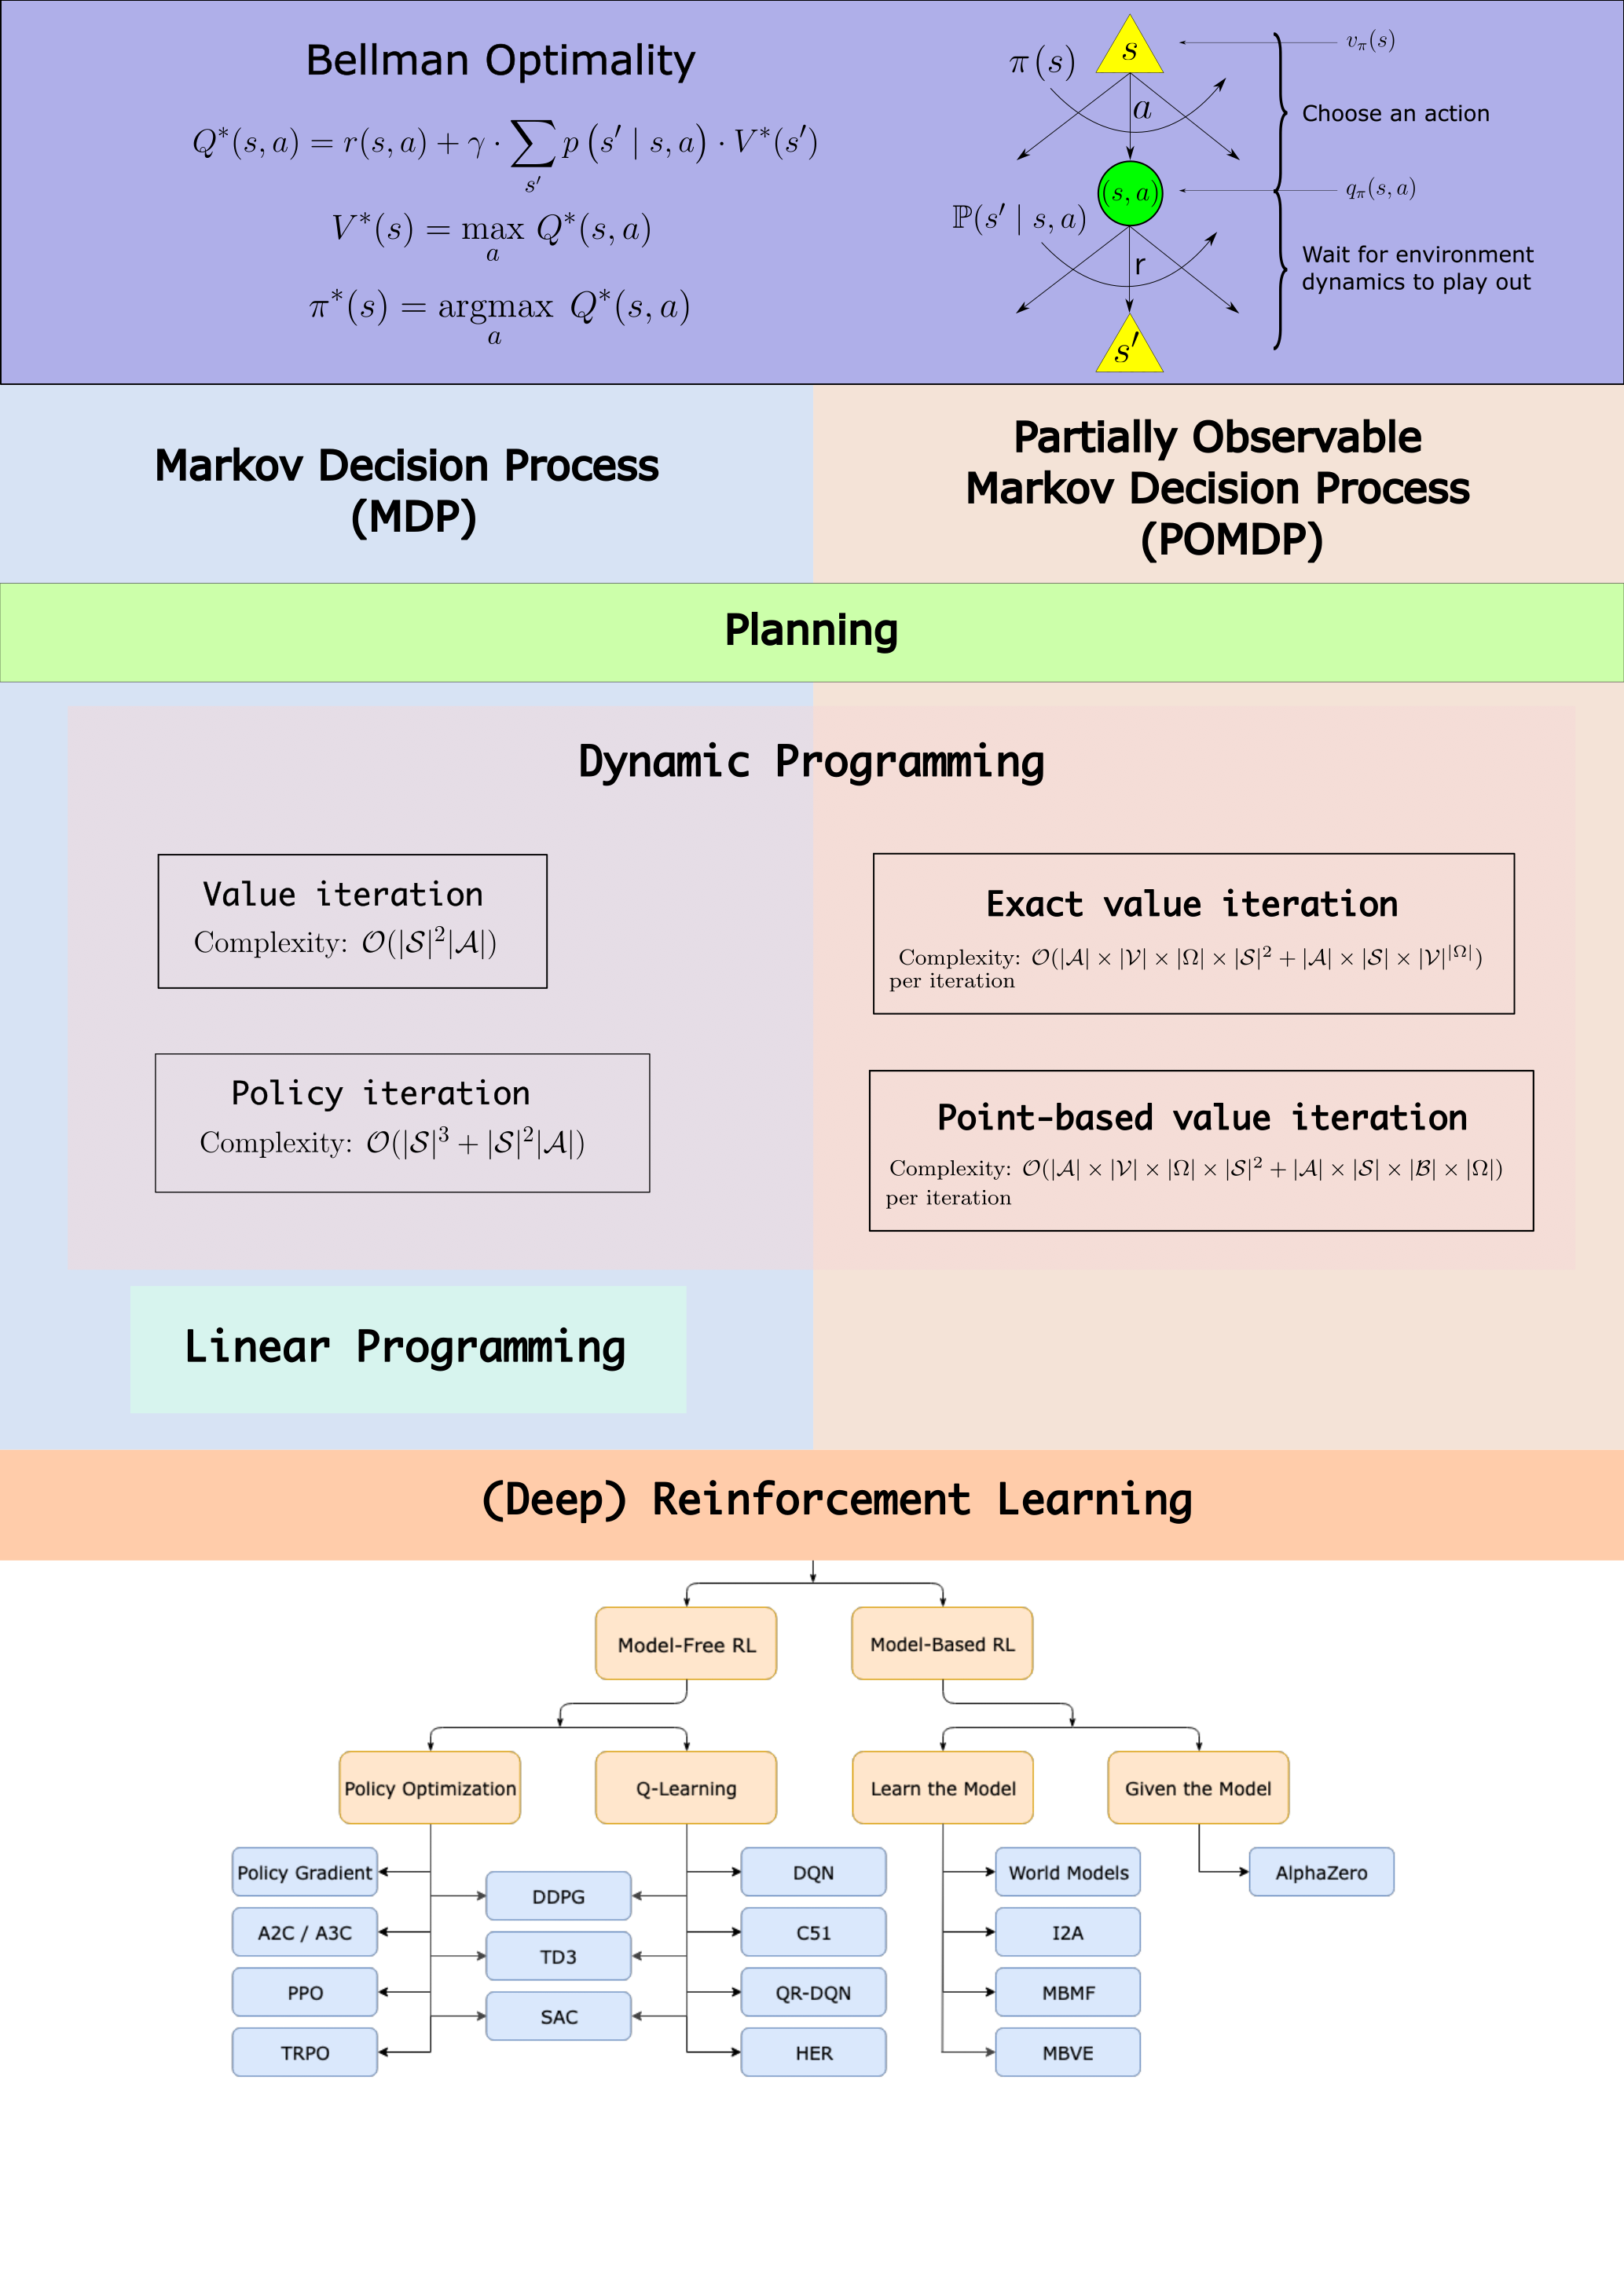 Bellman Optimality
Q*(s, a) = r(s, a) + γ · ∑_{s′} p (s′ | s, a) · V*(s′)
V*(s) = max_a Q*(s, a)
π*(s) = argmax_a Q*(s, a)
s
v_π(s)
π(s)
a
Choose an action
(s, a)
q_π(s, a)
ℙ(s′ | s, a)
r
Wait for environment
dynamics to play out
s′
Markov Decision Process
(MDP)
Partially Observable
Markov Decision Process
(POMDP)
Planning
Dynamic Programming
Value iteration
Complexity: 𝒪(|𝒮|²|𝒜|)
Policy iteration
Complexity: 𝒪(|𝒮|³ + |𝒮|²|𝒜|)
Exact value iteration
Complexity: 𝒪(|𝒜| × |𝒱| × |Ω| × |𝒮|² + |𝒜| × |𝒮| × |𝒱|^{|Ω|})
per iteration
Point-based value iteration
Complexity: 𝒪(|𝒜| × |𝒱| × |Ω| × |𝒮|² + |𝒜| × |𝒮| × |ℬ| × |Ω|)
per iteration
Linear Programming
(Deep) Reinforcement Learning
Model-Free RL
Model-Based RL
Policy Optimization
Q-Learning
Learn the Model
Given the Model
Policy Gradient
A2C / A3C
PPO
TRPO
DDPG
TD3
SAC
DQN
C51
QR-DQN
HER
World Models
I2A
MBMF
MBVE
AlphaZero